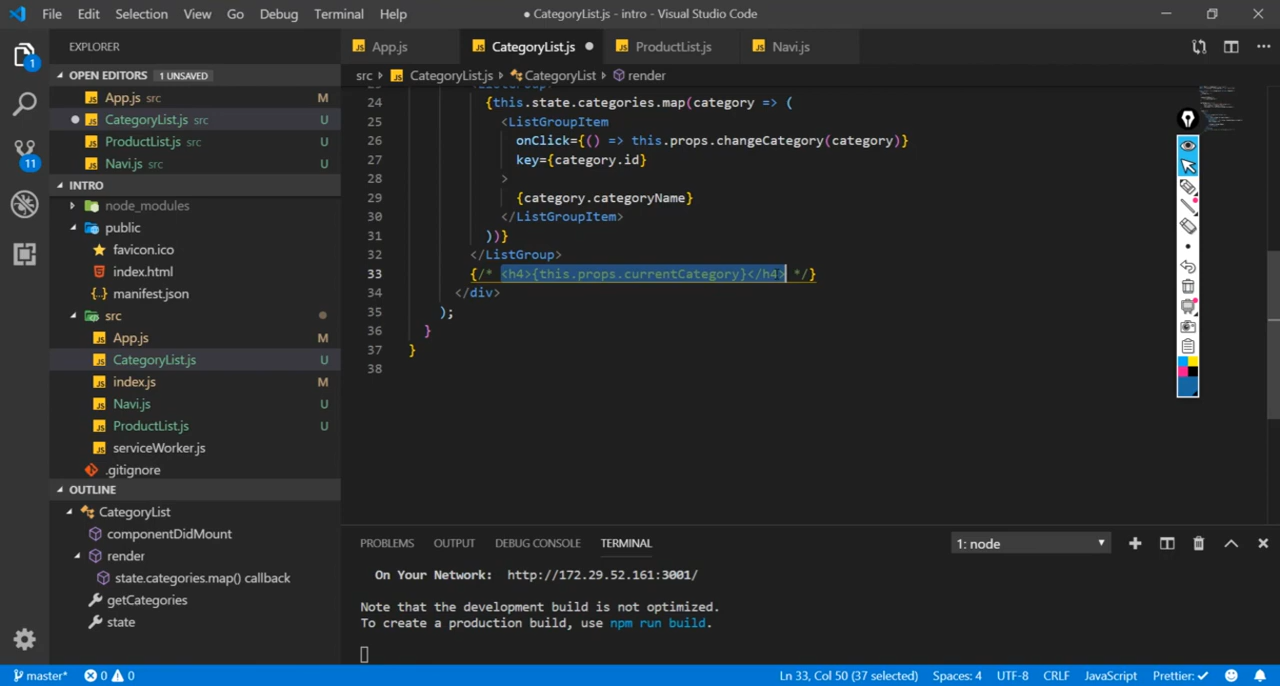 File Edit Selection View Go Debug Terminal Help
● CategoryList.js - intro - Visual Studio Code
EXPLORER
OPEN EDITORS 1 UNSAVED
App.js src M
CategoryList.js src U
ProductList.js src U
Navi.js src U
INTRO
node_modules
public
favicon.ico
index.html
manifest.json
src
App.js M
CategoryList.js U
index.js M
Navi.js U
ProductList.js U
serviceWorker.js
.gitignore
OUTLINE
CategoryList
componentDidMount
render
state.categories.map() callback
getCategories
state
App.js CategoryList.js ● ProductList.js Navi.js
src CategoryList.js CategoryList render
24 {this.state.categories.map(category => (
25 <ListGroupItem
26 onClick={() => this.props.changeCategory(category)}
27 key={category.id}
28 >
29 {category.categoryName}
30 </ListGroupItem>
31 ))}
32 </ListGroup>
33 {/* <h4>{this.props.currentCategory}</h4> */}
34 </div>
35 );
36 }
37 }
38
PROBLEMS OUTPUT DEBUG CONSOLE TERMINAL 1: node
On Your Network: http://172.29.52.161:3001/
Note that the development build is not optimized.
To create a production build, use npm run build.
master* 0 0 Ln 33, Col 50 (37 selected) Spaces: 4 UTF-8 CRLF JavaScript Prettier: ✓
1
11